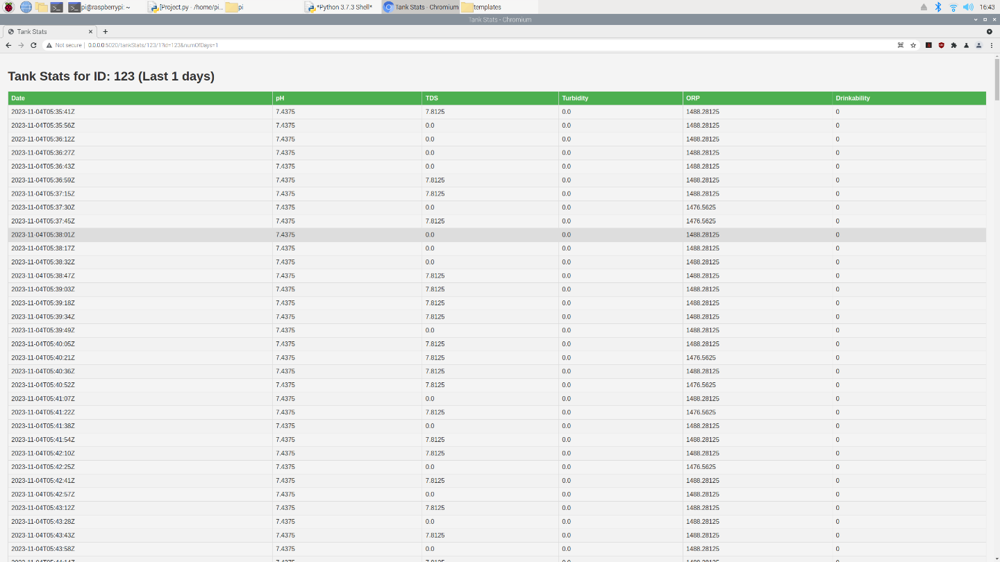 pi@raspberrypi: ~ [Project.py - /home/pi... pi *Python 3.7.3 Shell* Tank Stats - Chromium templates 16:43
Tank Stats - Chromium
Tank Stats
Not secure | 0.0.0.0:5020/tankStats/123/1?id=123&numOfDays=1
Tank Stats for ID: 123 (Last 1 days)
Date pH TDS Turbidity ORP Drinkability
2023-11-04T05:35:41Z 7.4375 7.8125 0.0 1488.28125 0
2023-11-04T05:35:56Z 7.4375 0.0 0.0 1488.28125 0
2023-11-04T05:36:12Z 7.4375 0.0 0.0 1488.28125 0
2023-11-04T05:36:27Z 7.4375 0.0 0.0 1488.28125 0
2023-11-04T05:36:43Z 7.4375 0.0 0.0 1488.28125 0
2023-11-04T05:36:59Z 7.4375 7.8125 0.0 1488.28125 0
2023-11-04T05:37:15Z 7.4375 7.8125 0.0 1488.28125 0
2023-11-04T05:37:30Z 7.4375 0.0 0.0 1476.5625 0
2023-11-04T05:37:45Z 7.4375 7.8125 0.0 1476.5625 0
2023-11-04T05:38:01Z 7.4375 0.0 0.0 1488.28125 0
2023-11-04T05:38:17Z 7.4375 0.0 0.0 1488.28125 0
2023-11-04T05:38:32Z 7.4375 0.0 0.0 1488.28125 0
2023-11-04T05:38:47Z 7.4375 7.8125 0.0 1488.28125 0
2023-11-04T05:39:03Z 7.4375 7.8125 0.0 1488.28125 0
2023-11-04T05:39:18Z 7.4375 7.8125 0.0 1488.28125 0
2023-11-04T05:39:34Z 7.4375 7.8125 0.0 1488.28125 0
2023-11-04T05:39:49Z 7.4375 0.0 0.0 1488.28125 0
2023-11-04T05:40:05Z 7.4375 7.8125 0.0 1488.28125 0
2023-11-04T05:40:21Z 7.4375 7.8125 0.0 1476.5625 0
2023-11-04T05:40:36Z 7.4375 7.8125 0.0 1488.28125 0
2023-11-04T05:40:52Z 7.4375 7.8125 0.0 1476.5625 0
2023-11-04T05:41:07Z 7.4375 0.0 0.0 1488.28125 0
2023-11-04T05:41:22Z 7.4375 7.8125 0.0 1476.5625 0
2023-11-04T05:41:38Z 7.4375 0.0 0.0 1488.28125 0
2023-11-04T05:41:54Z 7.4375 7.8125 0.0 1488.28125 0
2023-11-04T05:42:10Z 7.4375 7.8125 0.0 1488.28125 0
2023-11-04T05:42:25Z 7.4375 0.0 0.0 1476.5625 0
2023-11-04T05:42:41Z 7.4375 7.8125 0.0 1488.28125 0
2023-11-04T05:42:57Z 7.4375 0.0 0.0 1488.28125 0
2023-11-04T05:43:12Z 7.4375 7.8125 0.0 1488.28125 0
2023-11-04T05:43:28Z 7.4375 0.0 0.0 1488.28125 0
2023-11-04T05:43:43Z 7.4375 7.8125 0.0 1488.28125 0
2023-11-04T05:43:58Z 7.4375 0.0 0.0 1488.28125 0